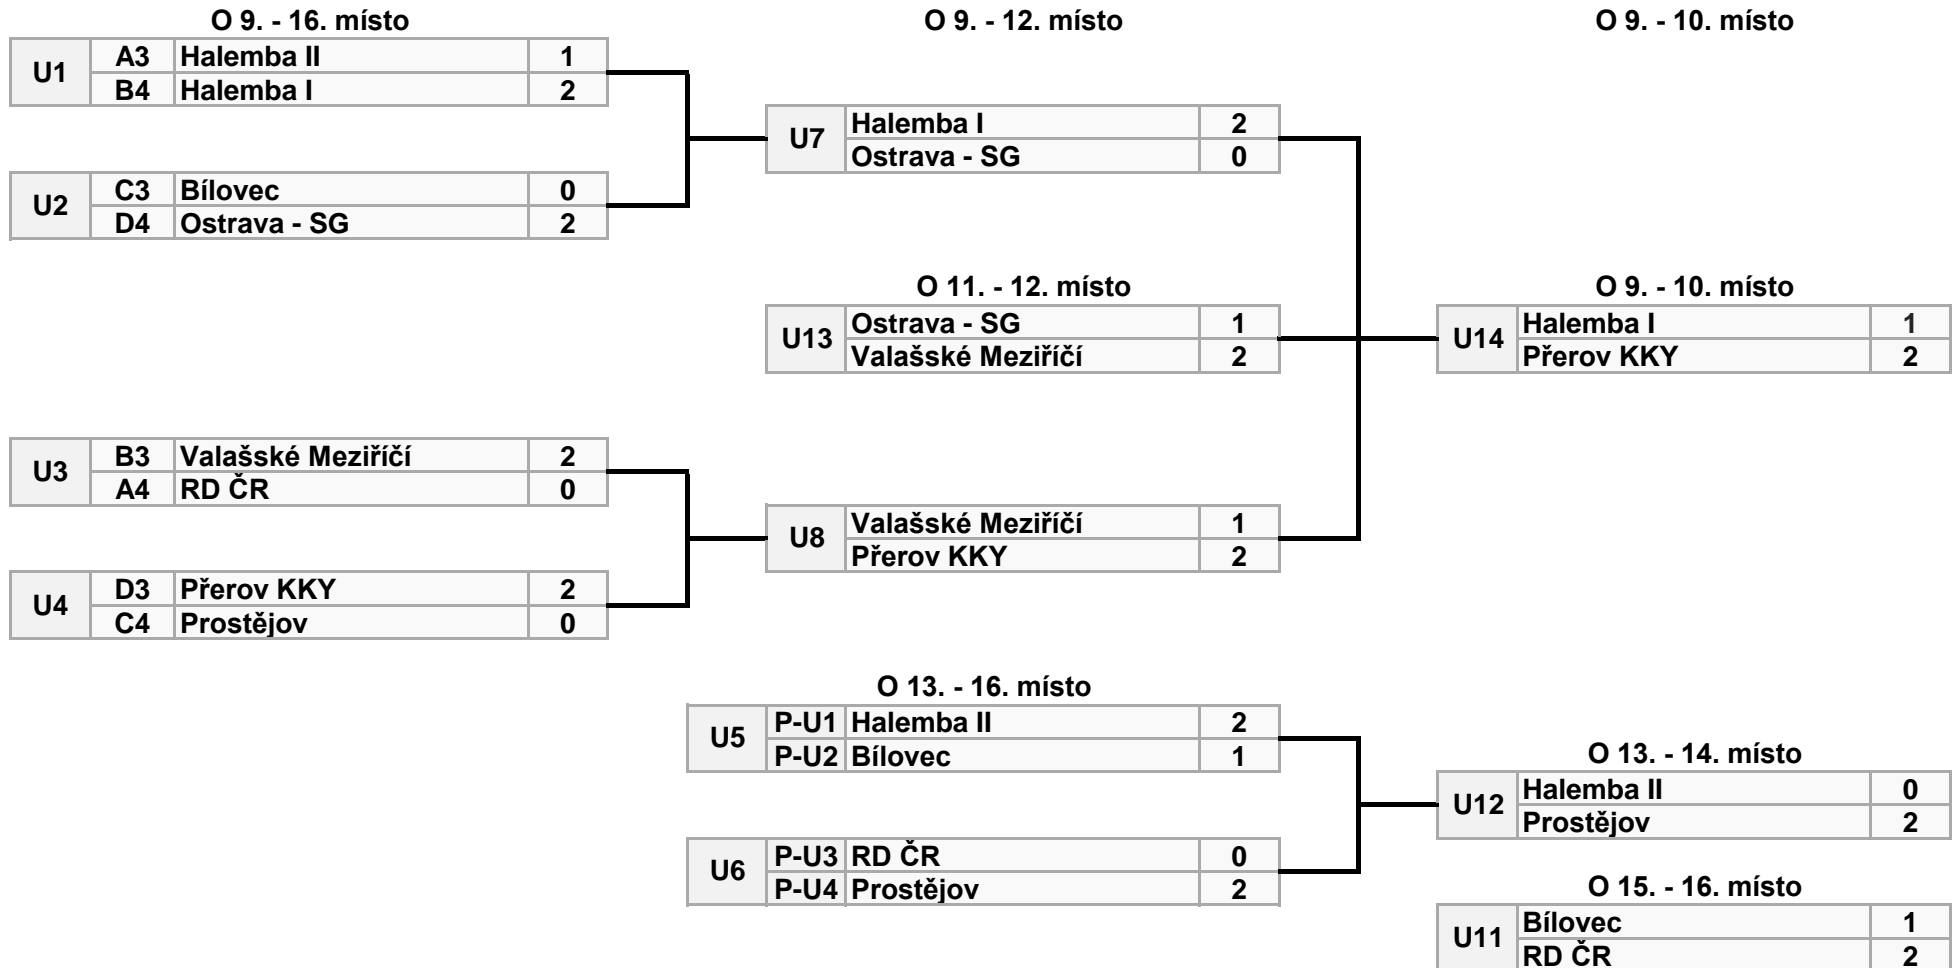 O 9. - 16. místo
O 9. - 12. místo
O 9. - 10. místo
U1
A3 Halemba II 1
B4 Halemba I 2
U7
Halemba I 2
Ostrava - SG 0
U2
C3 Bílovec 0
D4 Ostrava - SG 2
O 11. - 12. místo
O 9. - 10. místo
U13
Ostrava - SG 1
Valašské Meziříčí 2
U14
Halemba I 1
Přerov KKY 2
U3
B3 Valašské Meziříčí 2
A4 RD ČR 0
U8
Valašské Meziříčí 1
Přerov KKY 2
U4
D3 Přerov KKY 2
C4 Prostějov 0
O 13. - 16. místo
U5
P-U1 Halemba II 2
P-U2 Bílovec 1
O 13. - 14. místo
U12
Halemba II 0
Prostějov 2
U6
P-U3 RD ČR 0
P-U4 Prostějov 2
O 15. - 16. místo
U11
Bílovec 1
RD ČR 2